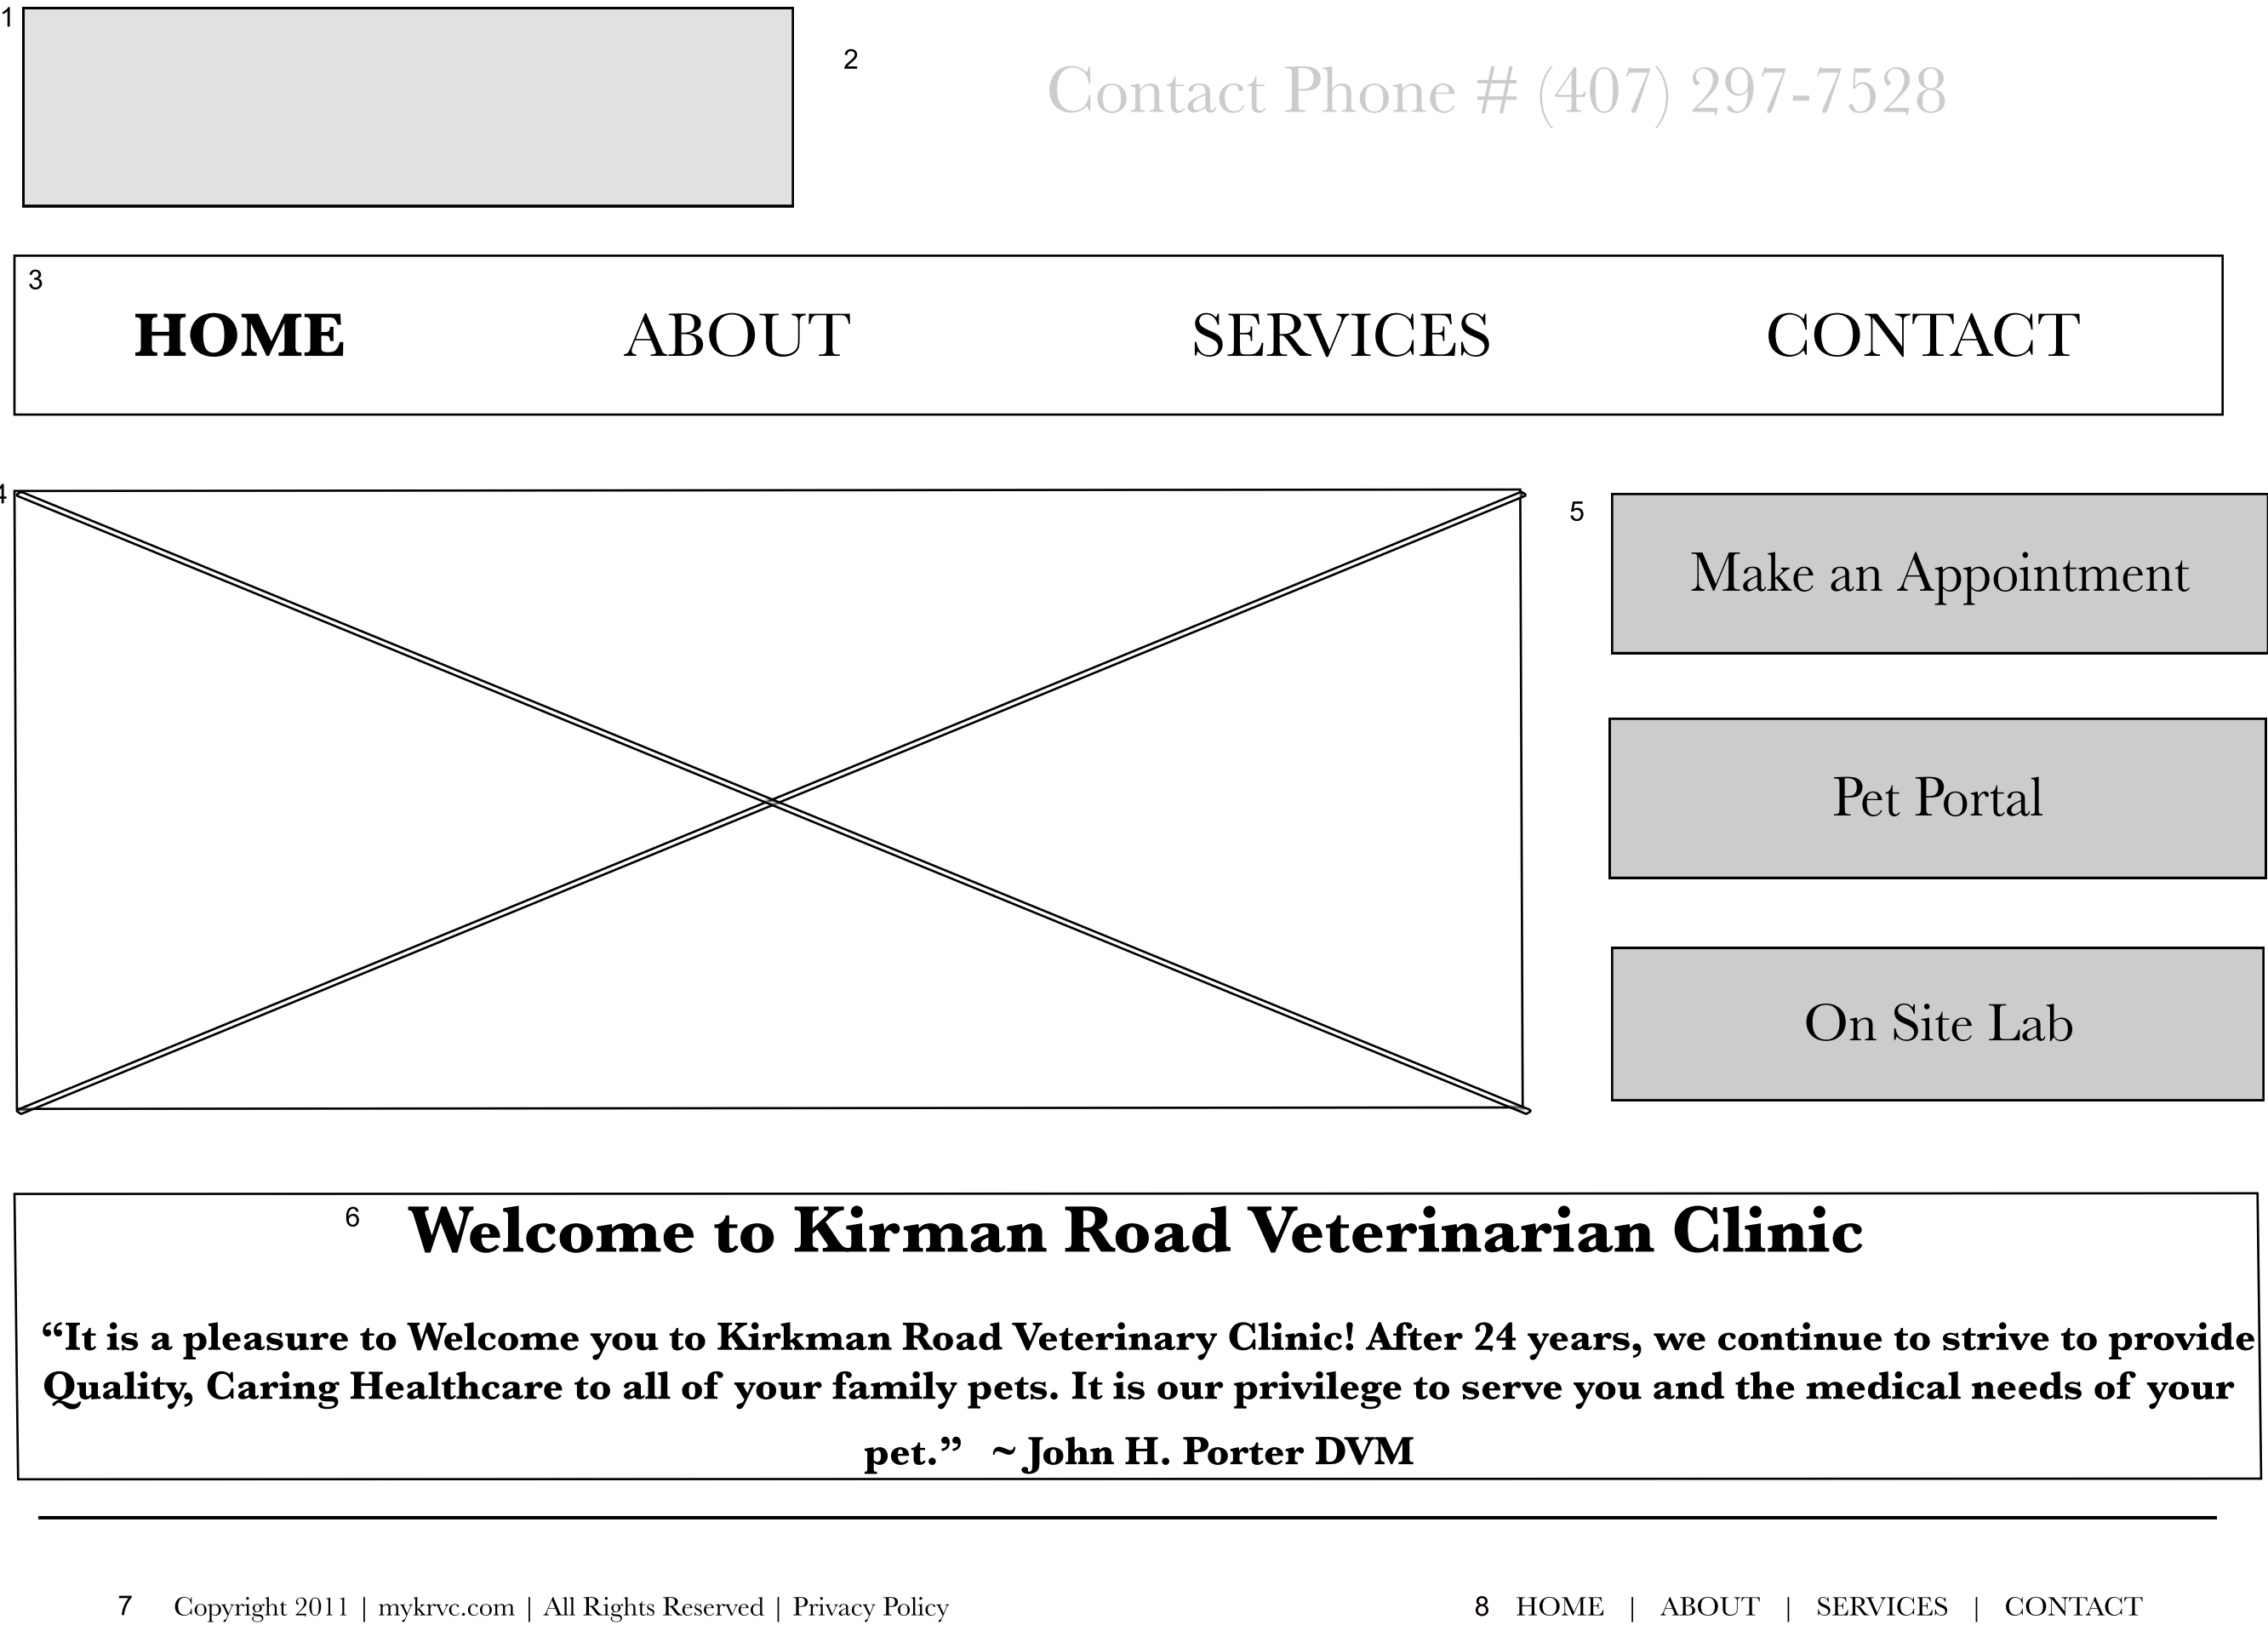 1
2 Contact Phone # (407) 297-7528
3
HOME ABOUT SERVICES CONTACT
4
5
Make an Appointment
Pet Portal
On Site Lab
6 Welcome to Kirman Road Veterinarian Clinic
“It is a pleasure to Welcome you to Kirkman Road Veterinary Clinic! After 24 years, we continue to strive to provide
Quality, Caring Healthcare to all of your family pets. It is our privilege to serve you and the medical needs of your
pet.” ~John H. Porter DVM
7 Copyright 2011 | mykrvc.com | All Rights Reserved | Privacy Policy
8 HOME | ABOUT | SERVICES | CONTACT